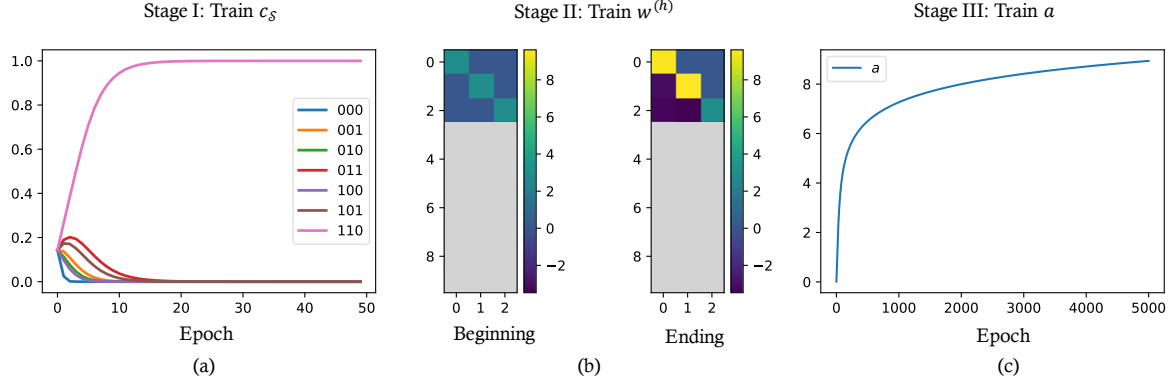 Stage I: Train c_S
Stage II: Train w^(h)
Stage III: Train a
1.0
0.8
0.6
0.4
0.2
0.0
000
001
010
011
100
101
110
0 10 20 30 40 50
Epoch
(a)
0
2
4
6
8
0 1 2
Beginning
8
6
4
2
0
−2
0
2
4
6
8
0 1 2
Ending
8
6
4
2
0
−2
(b)
a
8
6
4
2
0
0 1000 2000 3000 4000 5000
Epoch
(c)